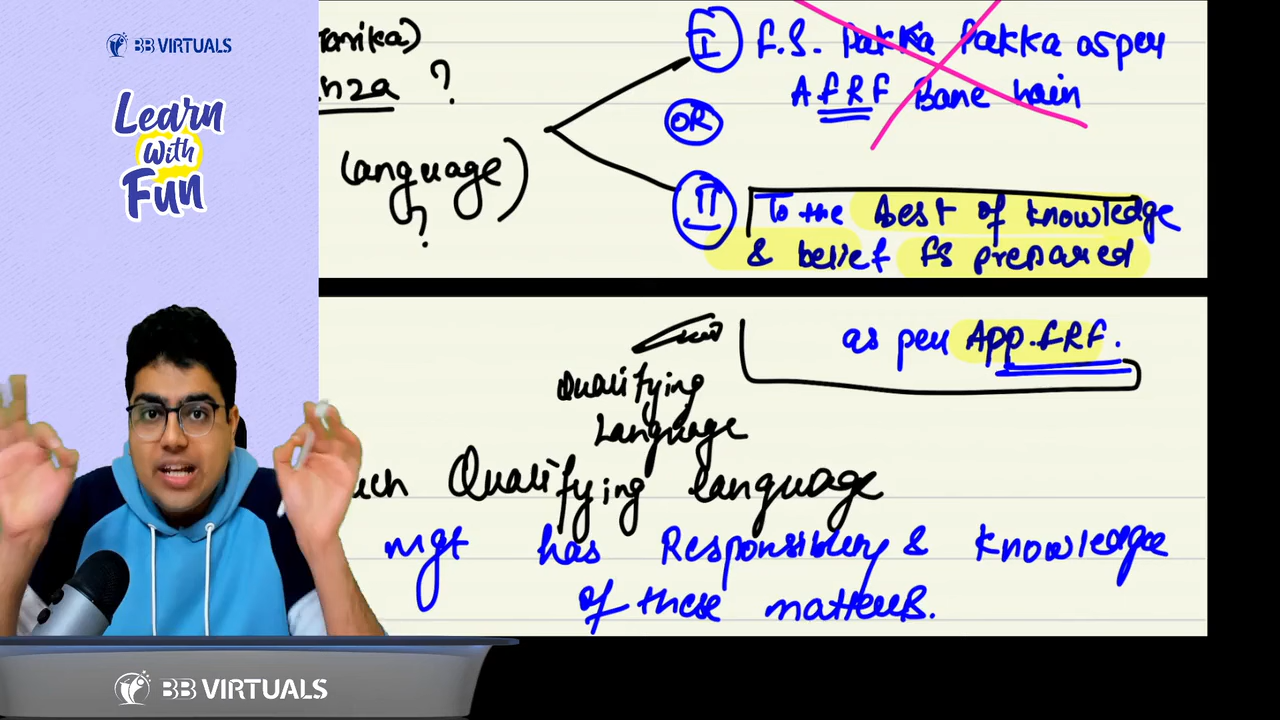 BB VIRTUALS
Learn
With
Fun
?
Language)
?
I F.S. Pakka Pakka as per
AFRF Bane hain
OR
II To the best of knowledge
& belief FS prepared
as per App.FRF.
Qualifying
Language
uch Qualifying language
mgt has Responsibility & knowledge
of these matters.
BB VIRTUALS